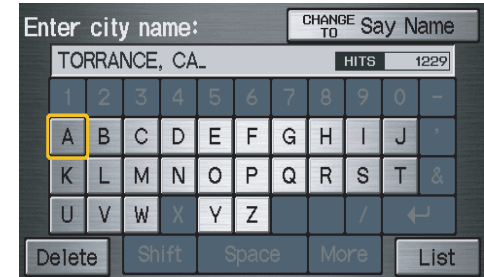 Enter city name:
CHANGE TO Say Name
TORRANCE, CA_
HITS 1229
1 2 3 4 5 6 7 8 9 0 -
A B C D E F G H I J '
K L M N O P Q R S T &
U V W X Y Z /
Delete Shift Space More List